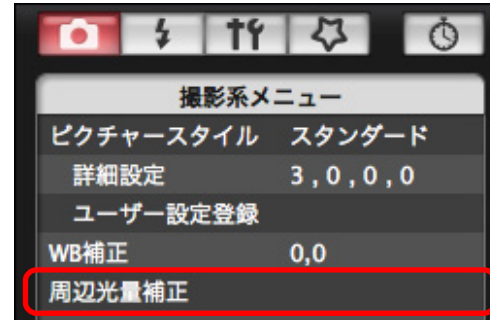 撮影系メニュー
ピクチャースタイル スタンダード
詳細設定 3,0,0,0
ユーザー設定登録
WB補正 0,0
周辺光量補正